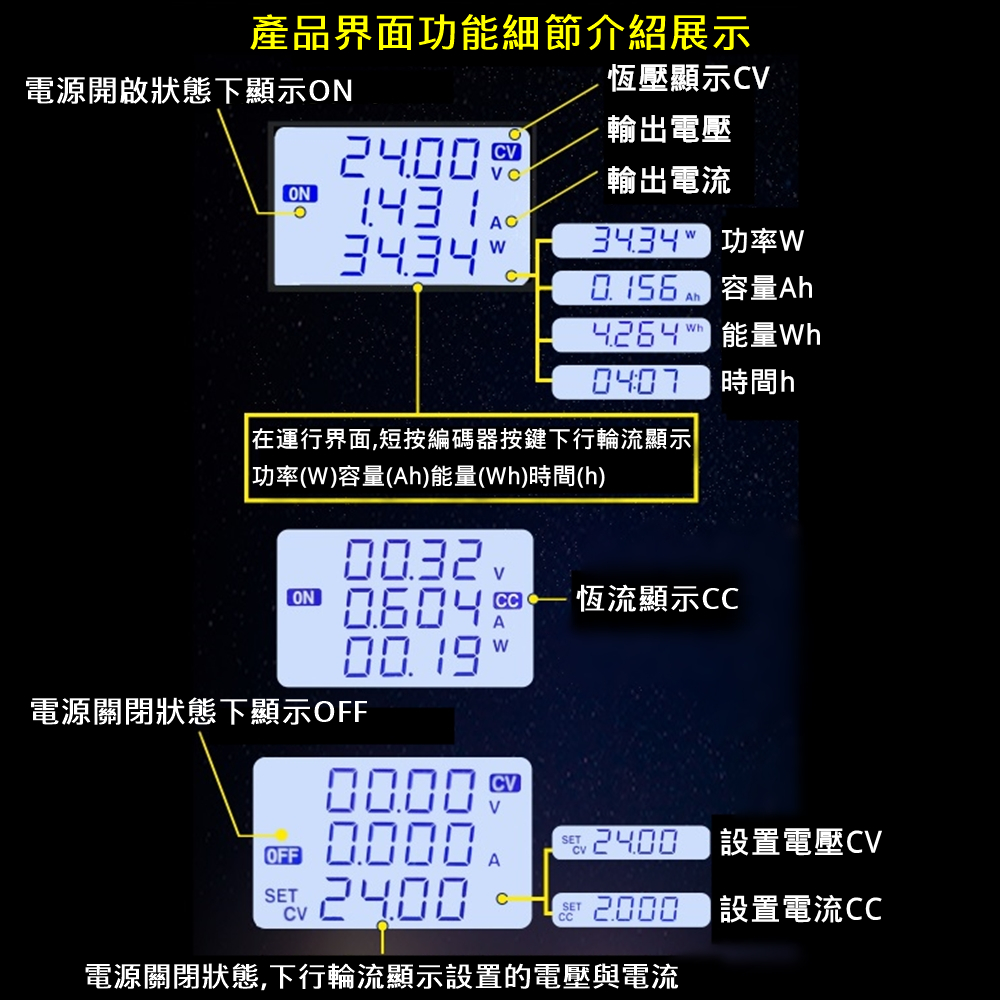 產品界面功能細節介紹展示
電源開啟狀態下顯示ON
恆壓顯示CV
輸出電壓
輸出電流
24.00 CV V
ON
1.431 A
34.34 W
34.34 W 功率W
0.156 Ah 容量Ah
4.264 Wh 能量Wh
04:07 時間h
在運行界面,短按編碼器按鍵下行輪流顯示
功率(W)容量(Ah)能量(Wh)時間(h)
00.32 V
ON 0.604 CC A
00.19 W
恆流顯示CC
電源關閉狀態下顯示OFF
00.00 CV V
OFF 0.000 A
SET CV 24.00
SET CV 24.00 設置電壓CV
SET CC 2.000 設置電流CC
電源關閉狀態,下行輪流顯示設置的電壓與電流